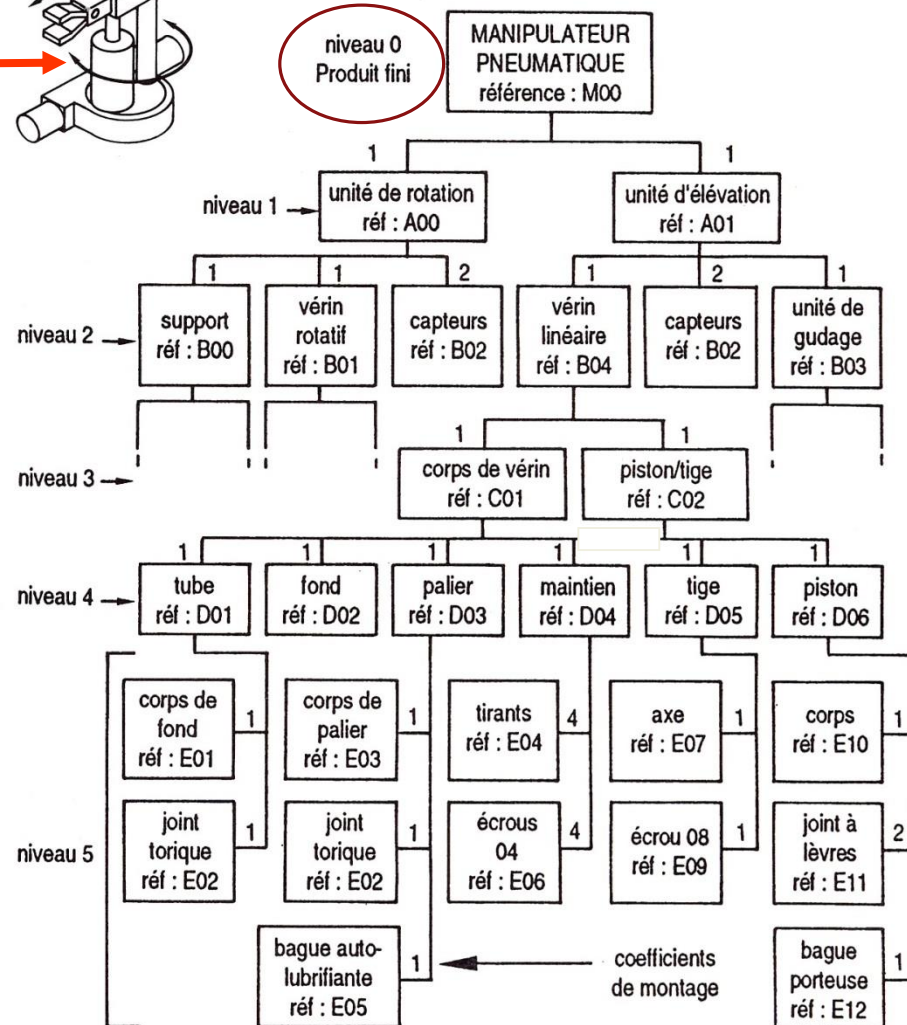 niveau 0
Produit fini
MANIPULATEUR
PNEUMATIQUE
référence : M00
1
1
niveau 1
unité de rotation
réf : A00
unité d'élévation
réf : A01
1
1
2
1
2
1
niveau 2
support
réf : B00
vérin
rotatif
réf : B01
capteurs
réf : B02
vérin
linéaire
réf : B04
capteurs
réf : B02
unité de
gudage
réf : B03
1
1
niveau 3
corps de vérin
réf : C01
piston/tige
réf : C02
1
1
1
1
1
1
niveau 4
tube
réf : D01
fond
réf : D02
palier
réf : D03
maintien
réf : D04
tige
réf : D05
piston
réf : D06
corps de
fond
réf : E01
1
corps de
palier
réf : E03
1
tirants
réf : E04
4
axe
réf : E07
1
corps
réf : E10
1
niveau 5
joint
torique
réf : E02
1
joint
torique
réf : E02
1
écrous
04
réf : E06
4
écrou 08
réf : E09
1
joint à
lèvres
réf : E11
2
bague auto-
lubrifiante
réf : E05
1
coefficients
de montage
bague
porteuse
réf : E12
1